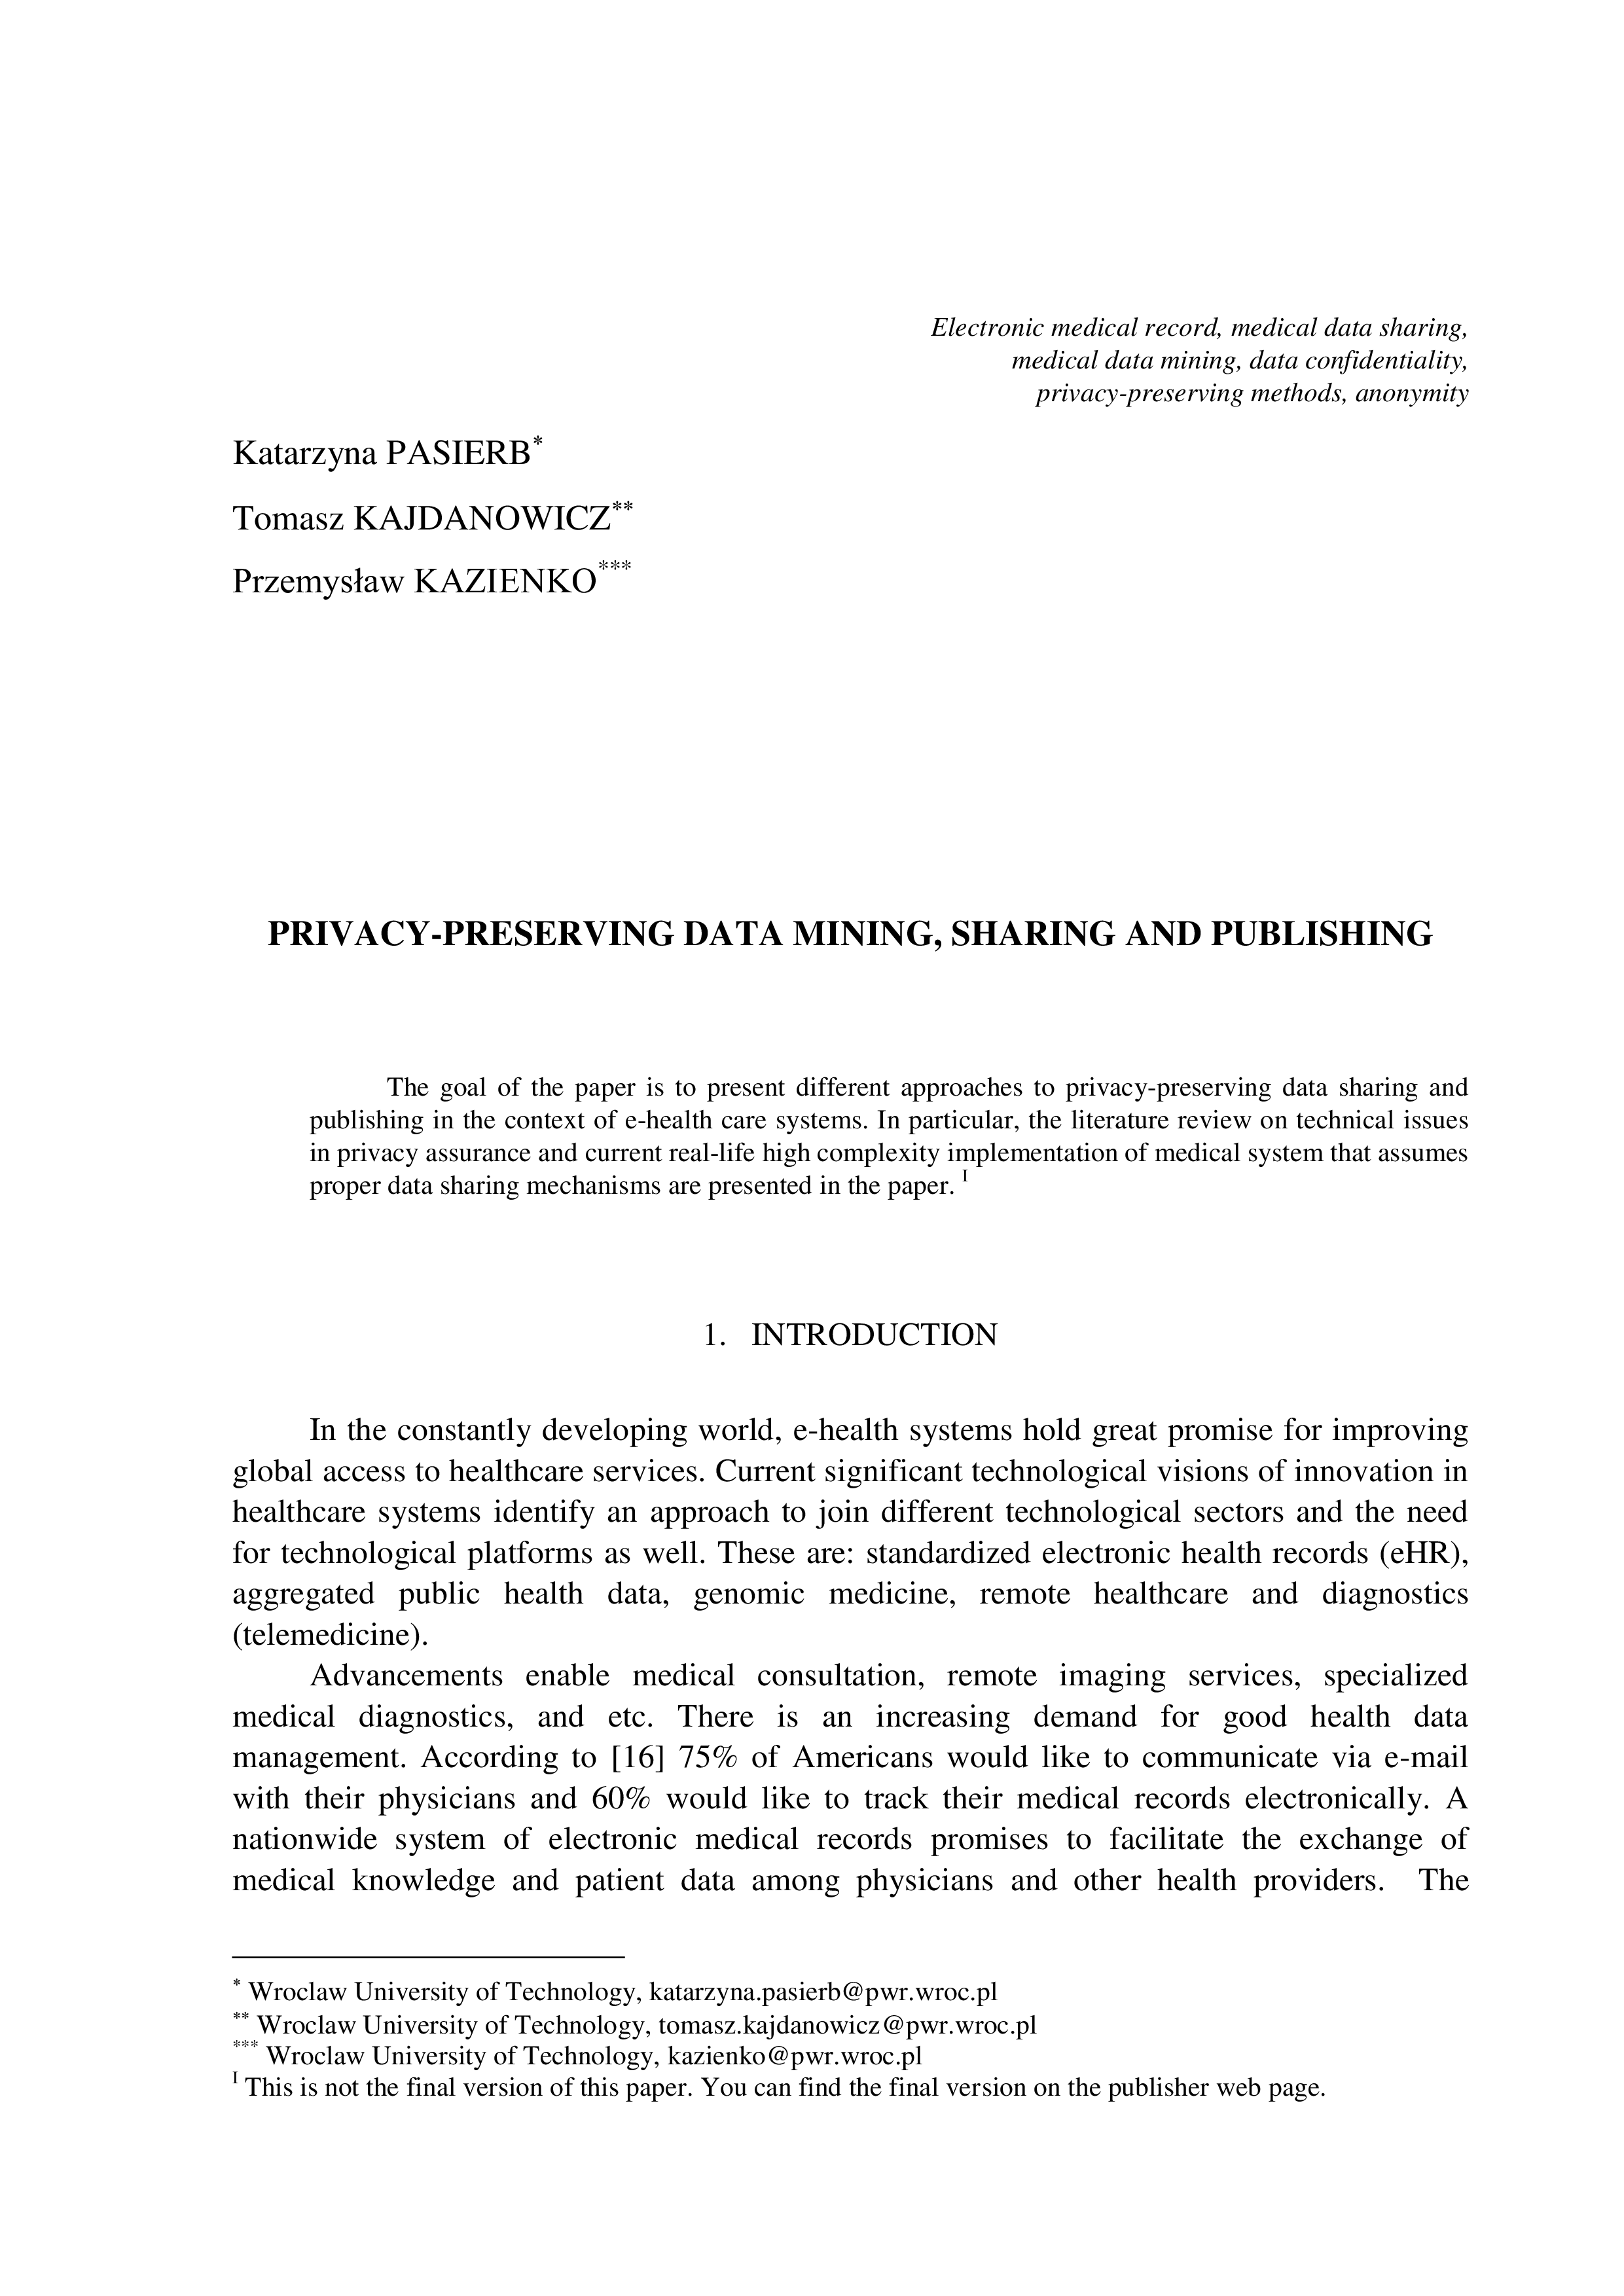 Electronic medical record, medical data sharing,
medical data mining, data confidentiality,
privacy-preserving methods, anonymity
Katarzyna PASIERB*
Tomasz KAJDANOWICZ**
Przemysław KAZIENKO***
PRIVACY-PRESERVING DATA MINING, SHARING AND PUBLISHING
The goal of the paper is to present different approaches to privacy-preserving data sharing and
publishing in the context of e-health care systems. In particular, the literature review on technical issues
in privacy assurance and current real-life high complexity implementation of medical system that assumes
proper data sharing mechanisms are presented in the paper. I
1. INTRODUCTION
In the constantly developing world, e-health systems hold great promise for improving
global access to healthcare services. Current significant technological visions of innovation in
healthcare systems identify an approach to join different technological sectors and the need
for technological platforms as well. These are: standardized electronic health records (eHR),
aggregated public health data, genomic medicine, remote healthcare and diagnostics
(telemedicine).
Advancements enable medical consultation, remote imaging services, specialized
medical diagnostics, and etc. There is an increasing demand for good health data
management. According to [16] 75% of Americans would like to communicate via e-mail
with their physicians and 60% would like to track their medical records electronically. A
nationwide system of electronic medical records promises to facilitate the exchange of
medical knowledge and patient data among physicians and other health providers. The
* Wroclaw University of Technology, katarzyna.pasierb@pwr.wroc.pl
** Wroclaw University of Technology, tomasz.kajdanowicz@pwr.wroc.pl
*** Wroclaw University of Technology, kazienko@pwr.wroc.pl
I This is not the final version of this paper. You can find the final version on the publisher web page.